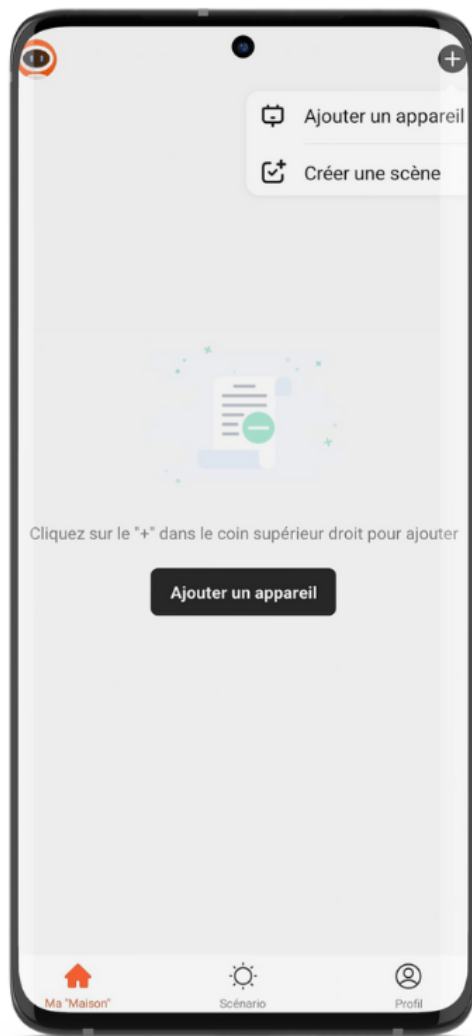 Ajouter un appareil
Créer une scène
Cliquez sur le "+" dans le coin supérieur droit pour ajouter
Ajouter un appareil
Ma "Maison"
Scénario
Profil